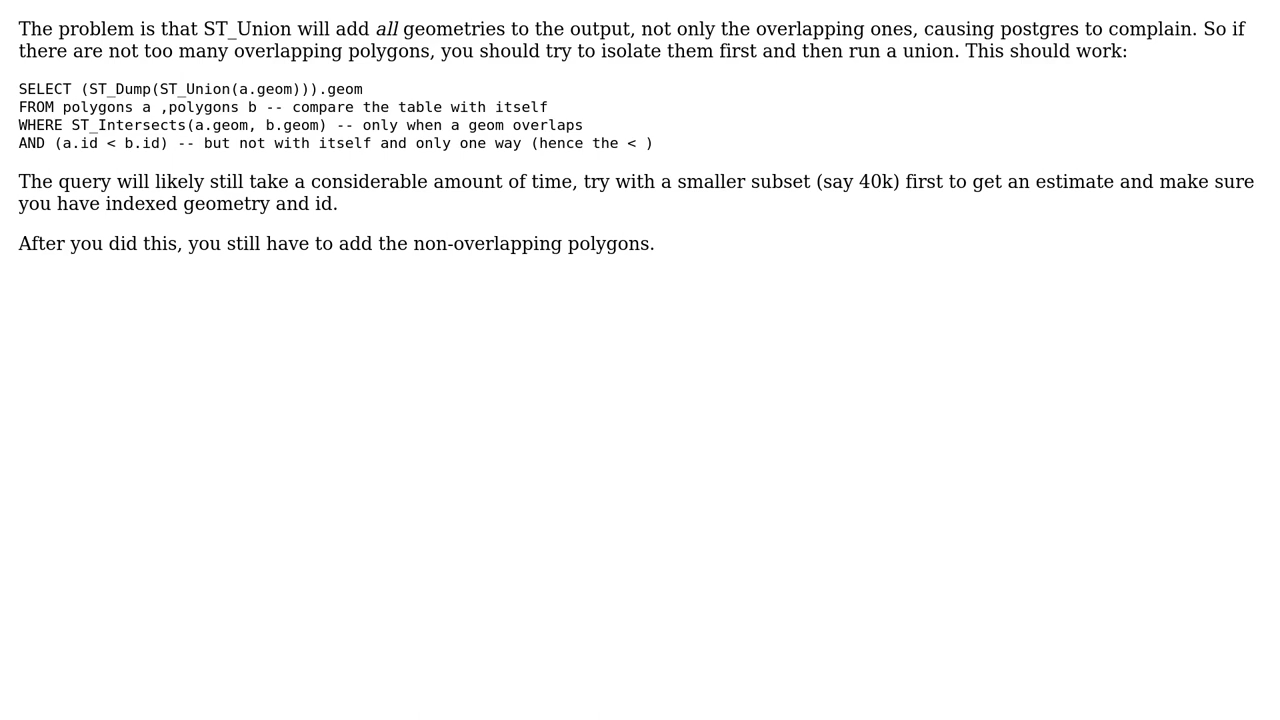 The problem is that ST_Union will add all geometries to the output, not only the overlapping ones, causing postgres to complain. So if
there are not too many overlapping polygons, you should try to isolate them first and then run a union. This should work:
SELECT (ST_Dump(ST_Union(a.geom))).geom
FROM polygons a ,polygons b -- compare the table with itself
WHERE ST_Intersects(a.geom, b.geom) -- only when a geom overlaps
AND (a.id < b.id) -- but not with itself and only one way (hence the < )
The query will likely still take a considerable amount of time, try with a smaller subset (say 40k) first to get an estimate and make sure
you have indexed geometry and id.
After you did this, you still have to add the non-overlapping polygons.